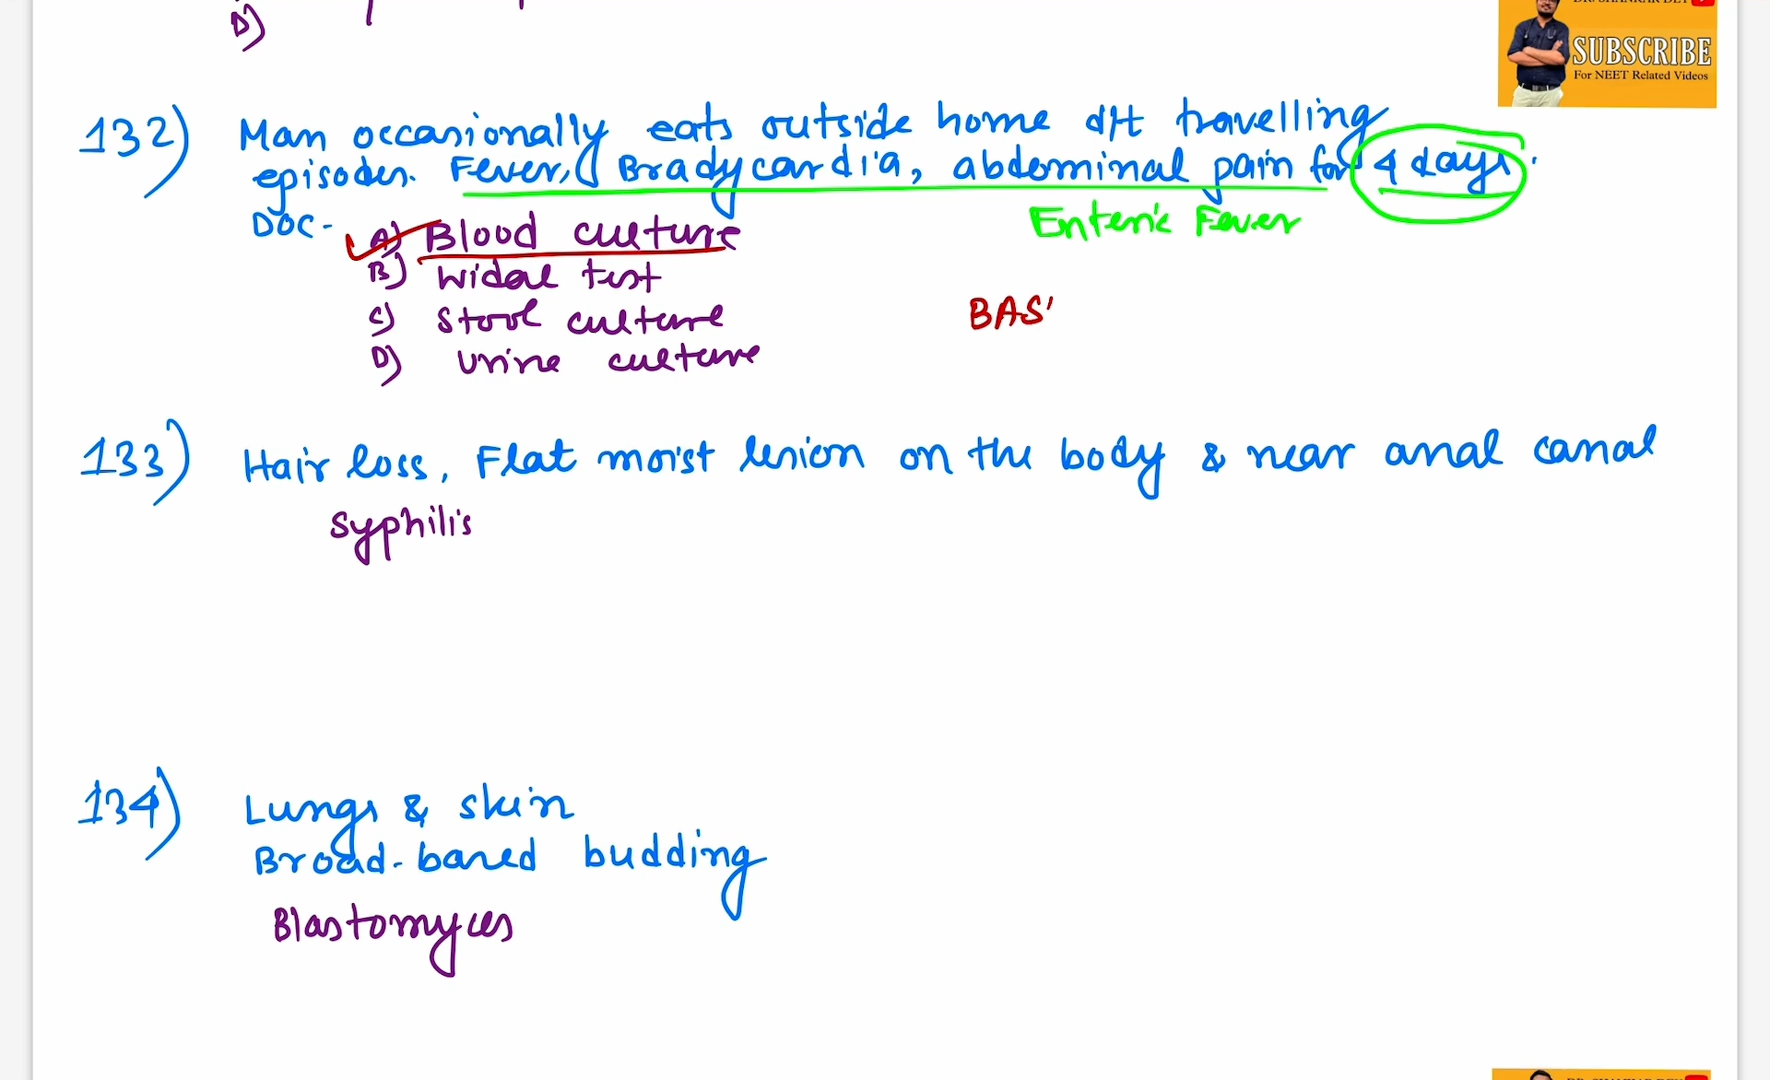 D)
SUBSCRIBE
For NEET Related Videos
132) Man occasionally eats outside home d/t travelling
episodes. Fever, Bradycardia, abdominal pain for 4 days.
DOC-
Enteric Fever
A) Blood culture
B) Widal test
C) Stool culture
BAS
D) Urine culture
133) Hair loss, Flat moist lesion on the body & near anal canal
Syphilis
134) Lungs & skin
Broad-based budding
Blastomyces